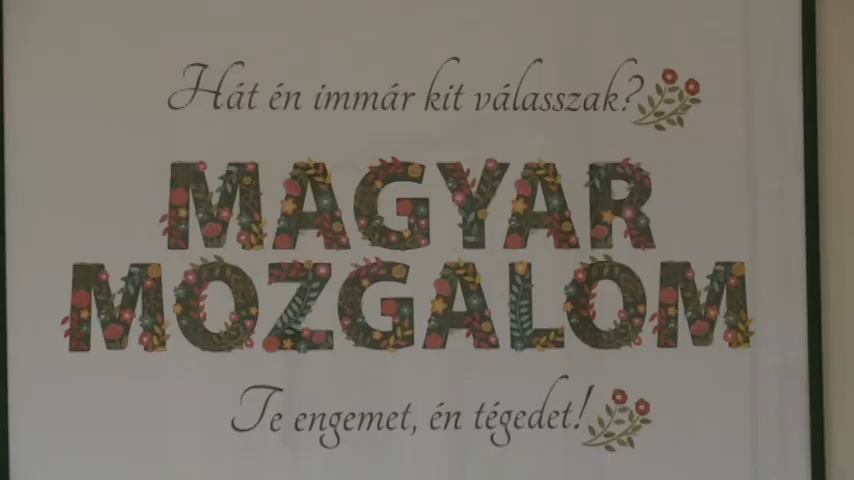 Hát én immár kit válasszak?
MAGYAR
MOZGALOM
Te engemet, én tégedet!